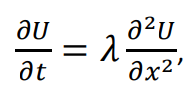 ∂U/∂t = λ ∂²U/∂x²,